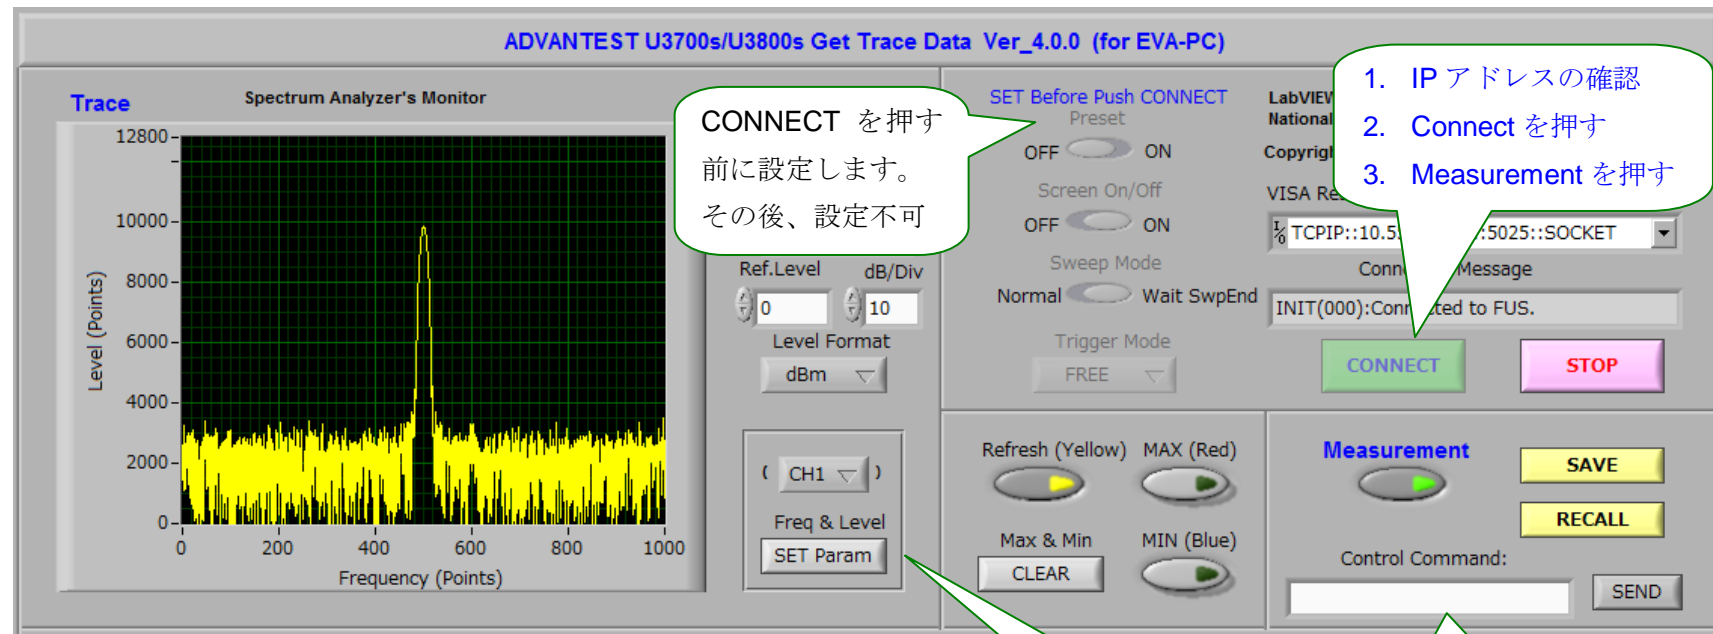 ADVANTEST U3700s/U3800s Get Trace Data Ver_4.0.0 (for EVA-PC)
Trace
Spectrum Analyzer's Monitor
12800
10000
8000
6000
4000
2000
0
Level (Points)
0 200 400 600 800 1000
Frequency (Points)
CONNECT を押す
前に設定します。
その後、設定不可
Ref.Level dB/Div
0 10
Level Format
dBm
( CH1 )
Freq & Level
SET Param
SET Before Push CONNECT
Preset
OFF ON
Screen On/Off
OFF ON
Sweep Mode
Normal Wait SwpEnd
Trigger Mode
FREE
1. IP アドレスの確認
2. Connect を押す
3. Measurement を押す
National
VISA
TCPIP::10.5 :5025::SOCKET
Message
INIT(000):Connected to FUS.
CONNECT STOP
Refresh (Yellow) MAX (Red)
Max & Min MIN (Blue)
CLEAR
Measurement
SAVE
RECALL
Control Command:
SEND